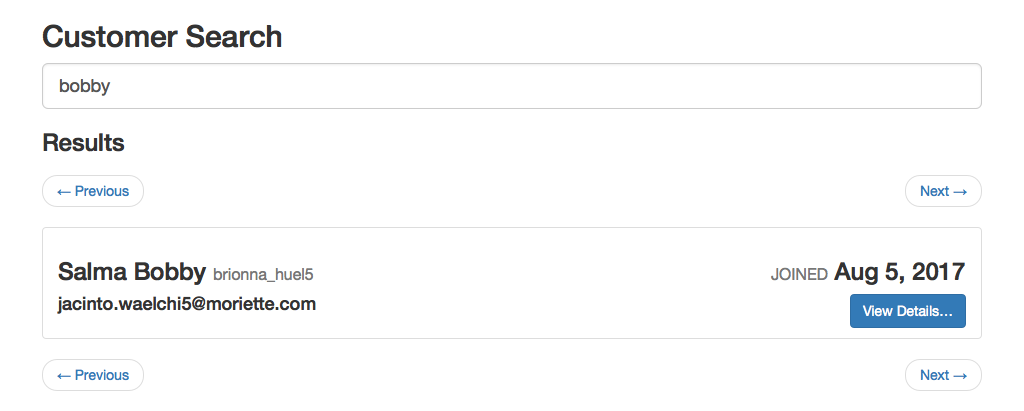 Customer Search
bobby
Results
← Previous Next →
Salma Bobby brionna_huel5 JOINED Aug 5, 2017
jacinto.waelchi5@moriette.com View Details...
← Previous Next →